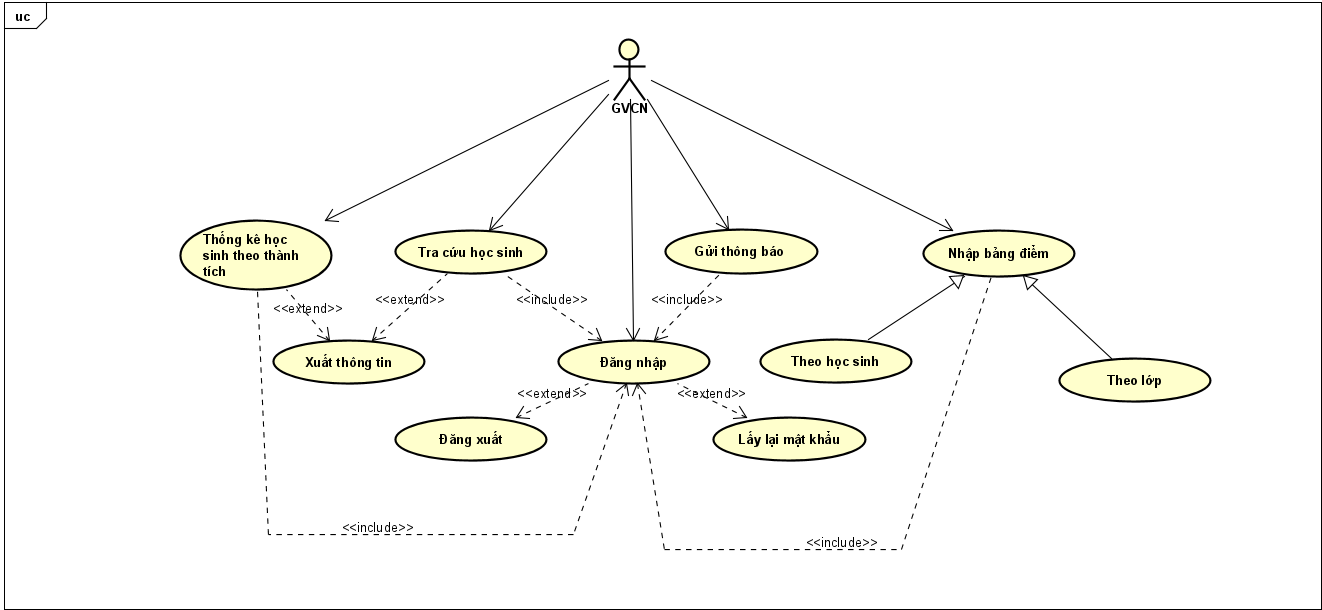 uc
GVCN
Thống kê học
sinh theo thành
tích
Tra cứu học sinh
Gửi thông báo
Nhập bảng điểm
<<extend>>
<<extend>>
<<include>>
<<include>>
Xuất thông tin
Đăng nhập
Theo học sinh
Theo lớp
<<extend>>
<<extend>>
Đăng xuất
Lấy lại mật khẩu
<<include>>
<<include>>